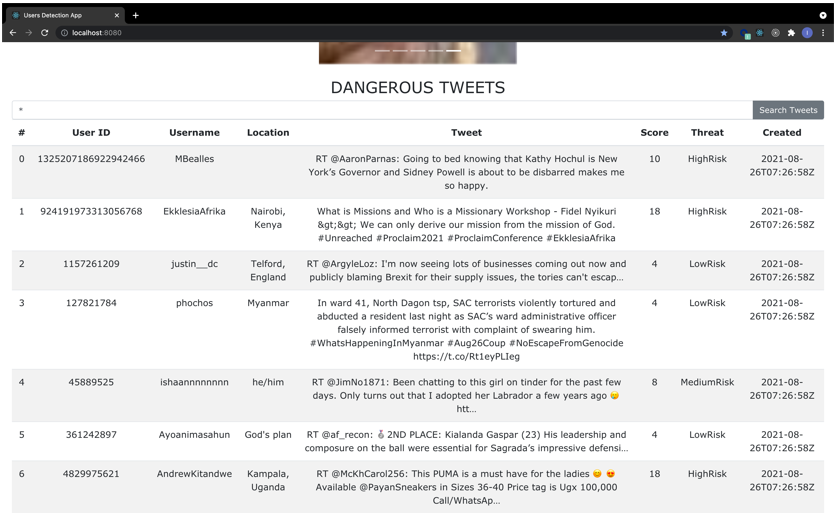 Users Detection App
localhost:8080
DANGEROUS TWEETS
* Search Tweets
# User ID Username Location Tweet Score Threat Created
0 1325207186922942466 MBealles RT @AaronParnas: Going to bed knowing that Kathy Hochul is New 10 HighRisk 2021-08-
York's Governor and Sidney Powell is about to be disbarred makes me 26T07:26:58Z
so happy.
1 924191973313056768 EkklesiaAfrika Nairobi, What is Missions and Who is a Missionary Workshop - Fidel Nyikuri 18 HighRisk 2021-08-
Kenya &gt;&gt; We can only derive our mission from the mission of God. 26T07:26:58Z
#Unreached #Proclaim2021 #ProclaimConference #EkklesiaAfrika
2 1157261209 justin__dc Telford, RT @ArgyleLoz: I'm now seeing lots of businesses coming out now and 4 LowRisk 2021-08-
England publicly blaming Brexit for their supply issues, the tories can't escap… 26T07:26:58Z
3 127821784 phochos Myanmar In ward 41, North Dagon tsp, SAC terrorists violently tortured and 4 LowRisk 2021-08-
abducted a resident last night as SAC's ward administrative officer 26T07:26:58Z
falsely informed terrorist with complaint of swearing him.
#WhatsHappeningInMyanmar #Aug26Coup #NoEscapeFromGenocide
https://t.co/Rt1eyPLIeg
4 45889525 ishaannnnnnnn he/him RT @JimNo1871: Been chatting to this girl on tinder for the past few 8 MediumRisk 2021-08-
days. Only turns out that I adopted her Labrador a few years ago 26T07:26:58Z
htt…
5 361242897 Ayoanimasahun God's plan RT @af_recon: 🥈2ND PLACE: Kialanda Gaspar (23) His leadership and 4 LowRisk 2021-08-
composure on the ball were essential for Sagrada's impressive defensi… 26T07:26:58Z
6 4829975621 AndrewKitandwe Kampala, RT @McKhCarol256: This PUMA is a must have for the ladies 😊 😍 18 HighRisk 2021-08-
Uganda Available @PayanSneakers in Sizes 36-40 Price tag is Ugx 100,000 26T07:26:58Z
Call/WhatsAp…